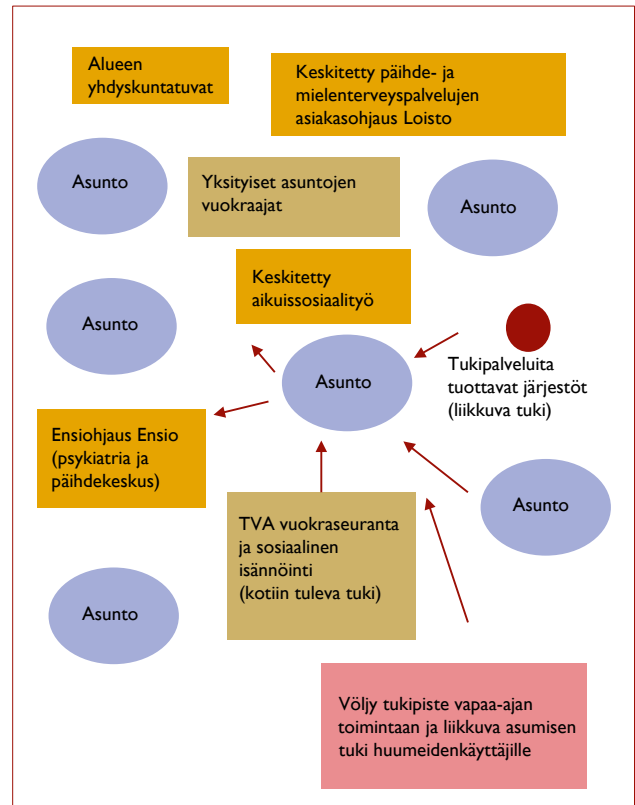 Alueen
yhdyskuntatuvat
Keskitetty päihde- ja
mielenterveyspalvelujen
asiakasohjaus Loisto
Asunto
Yksityiset asuntojen
vuokraajat
Asunto
Keskitetty
aikuissosiaalityö
Asunto
Asunto
Tukipalveluita
tuottavat järjestöt
(liikkuva tuki)
Ensiohjaus Ensio
(psykiatria ja
päihdekeskus)
TVA vuokraseuranta
ja sosiaalinen
isännöinti
(kotiin tuleva tuki)
Asunto
Asunto
Völjy tukipiste vapaa-ajan
toimintaan ja liikkuva asumisen
tuki huumeidenkäyttäjille